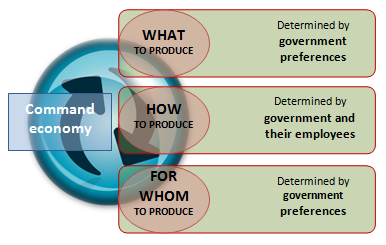 Command
economy
WHAT
TO PRODUCE
Determined by
government
preferences
HOW
TO PRODUCE
Determined by
government and
their employees
FOR
WHOM
TO PRODUCE
Determined by
government
preferences